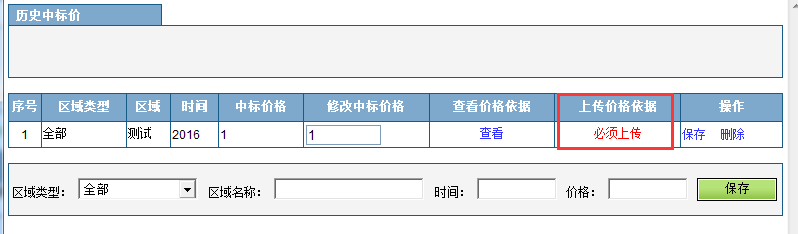 历史中标价
序号 区域类型 区域 时间 中标价格 修改中标价格 查看价格依据 上传价格依据 操作
1 全部 测试 2016 1 1 查看 必须上传 保存 删除
区域类型： 全部 区域名称： 时间： 价格： 保存